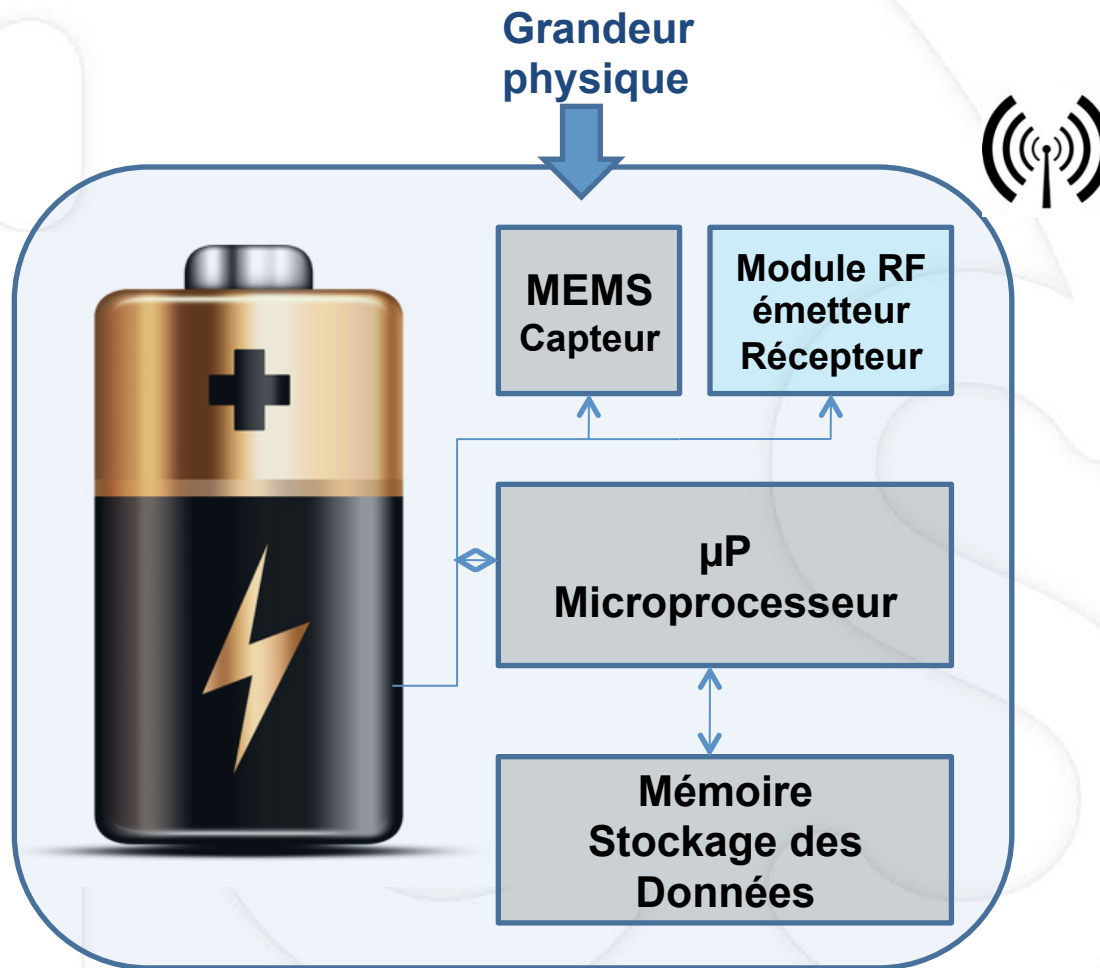 Grandeur
physique
MEMS
Capteur
Module RF
émetteur
Récepteur
µP
Microprocesseur
Mémoire
Stockage des
Données